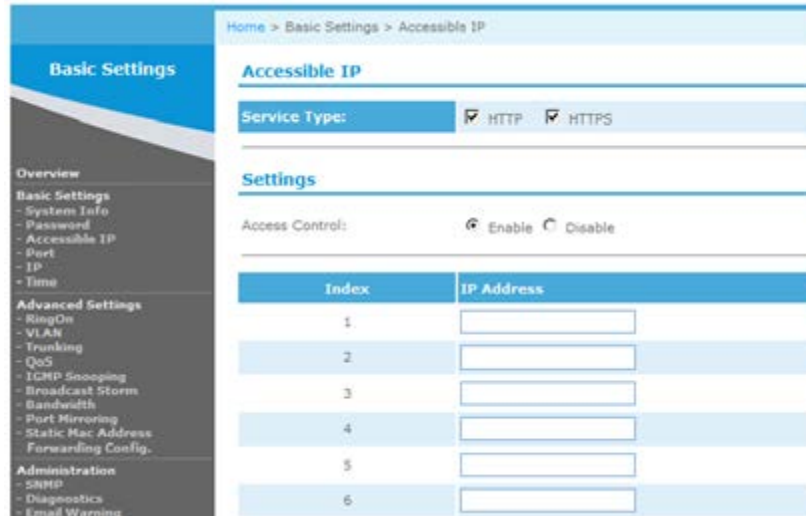 Home > Basic Settings > Accessible IP
Basic Settings
Accessible IP
Service Type: HTTP HTTPS
Settings
Access Control: Enable Disable
Index IP Address
1
2
3
4
5
6
Overview
Basic Settings
- System Info
- Password
- Accessible IP
- Port
- IP
- Time
Advanced Settings
- RingOn
- VLAN
- Trunking
- QoS
- IGMP Snooping
- Broadcast Storm
- Bandwidth
- Port Mirroring
- Static Mac Address
Forwarding Config.
Administration
- SNMP
- Diagnostics
- Email Warning